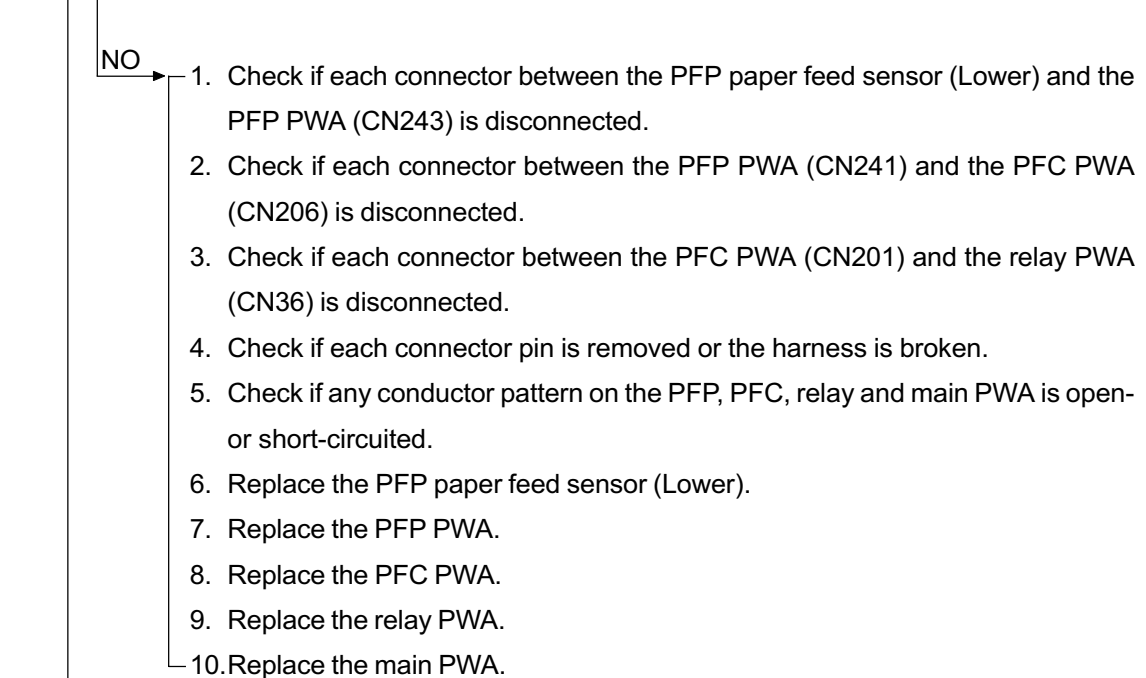 NO
1. Check if each connector between the PFP paper feed sensor (Lower) and the
PFP PWA (CN243) is disconnected.
2. Check if each connector between the PFP PWA (CN241) and the PFC PWA
(CN206) is disconnected.
3. Check if each connector between the PFC PWA (CN201) and the relay PWA
(CN36) is disconnected.
4. Check if each connector pin is removed or the harness is broken.
5. Check if any conductor pattern on the PFP, PFC, relay and main PWA is open-
or short-circuited.
6. Replace the PFP paper feed sensor (Lower).
7. Replace the PFP PWA.
8. Replace the PFC PWA.
9. Replace the relay PWA.
10.Replace the main PWA.